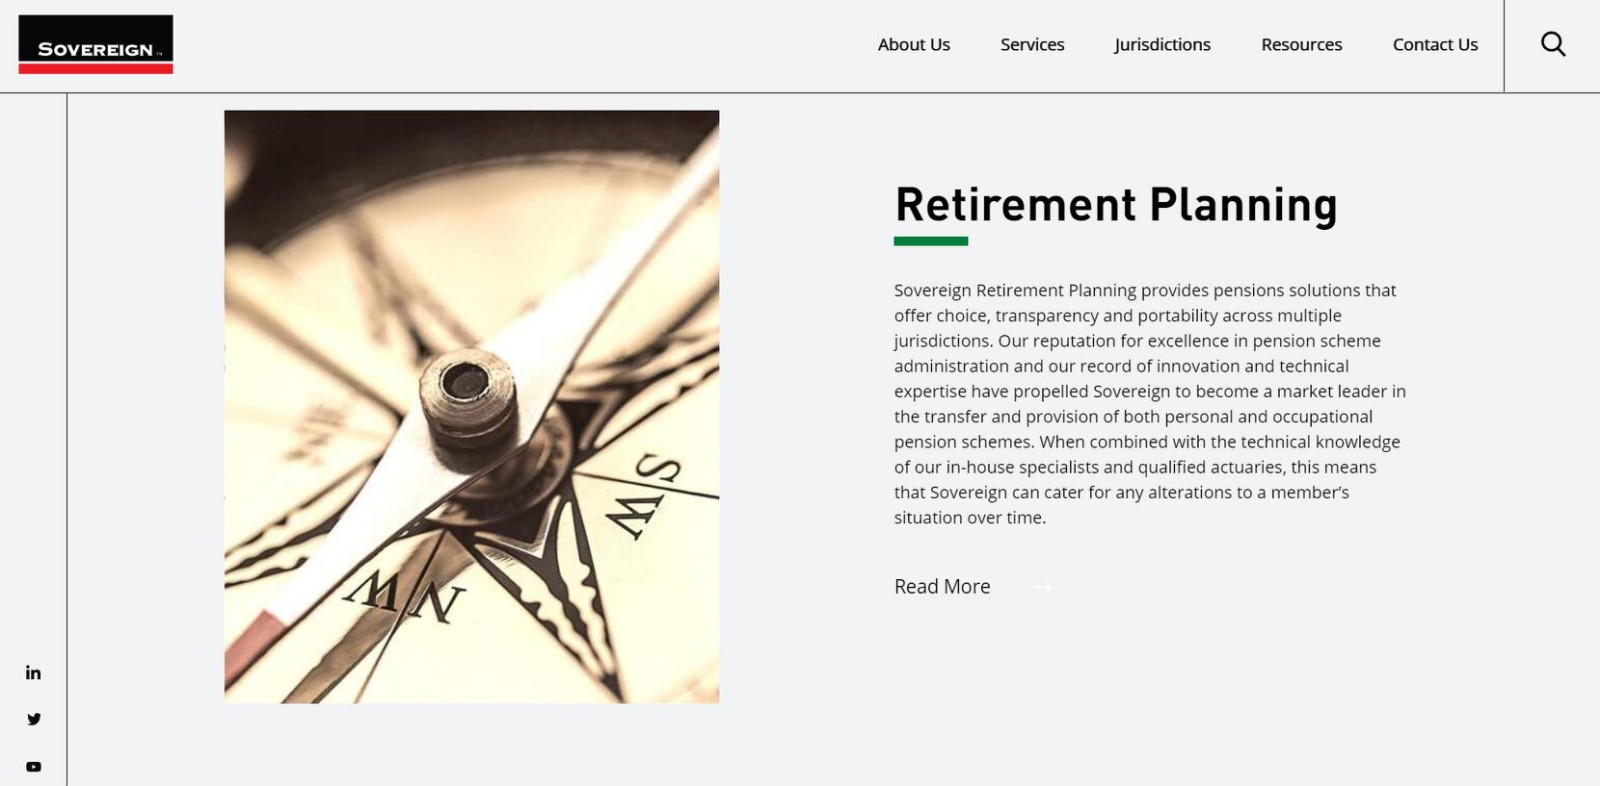 SOVEREIGN™
About Us
Services
Jurisdictions
Resources
Contact Us
Retirement Planning
Sovereign Retirement Planning provides pensions solutions that
offer choice, transparency and portability across multiple
jurisdictions. Our reputation for excellence in pension scheme
administration and our record of innovation and technical
expertise have propelled Sovereign to become a market leader in
the transfer and provision of both personal and occupational
pension schemes. When combined with the technical knowledge
of our in-house specialists and qualified actuaries, this means
that Sovereign can cater for any alterations to a member’s
situation over time.
Read More →
SW
NW
in